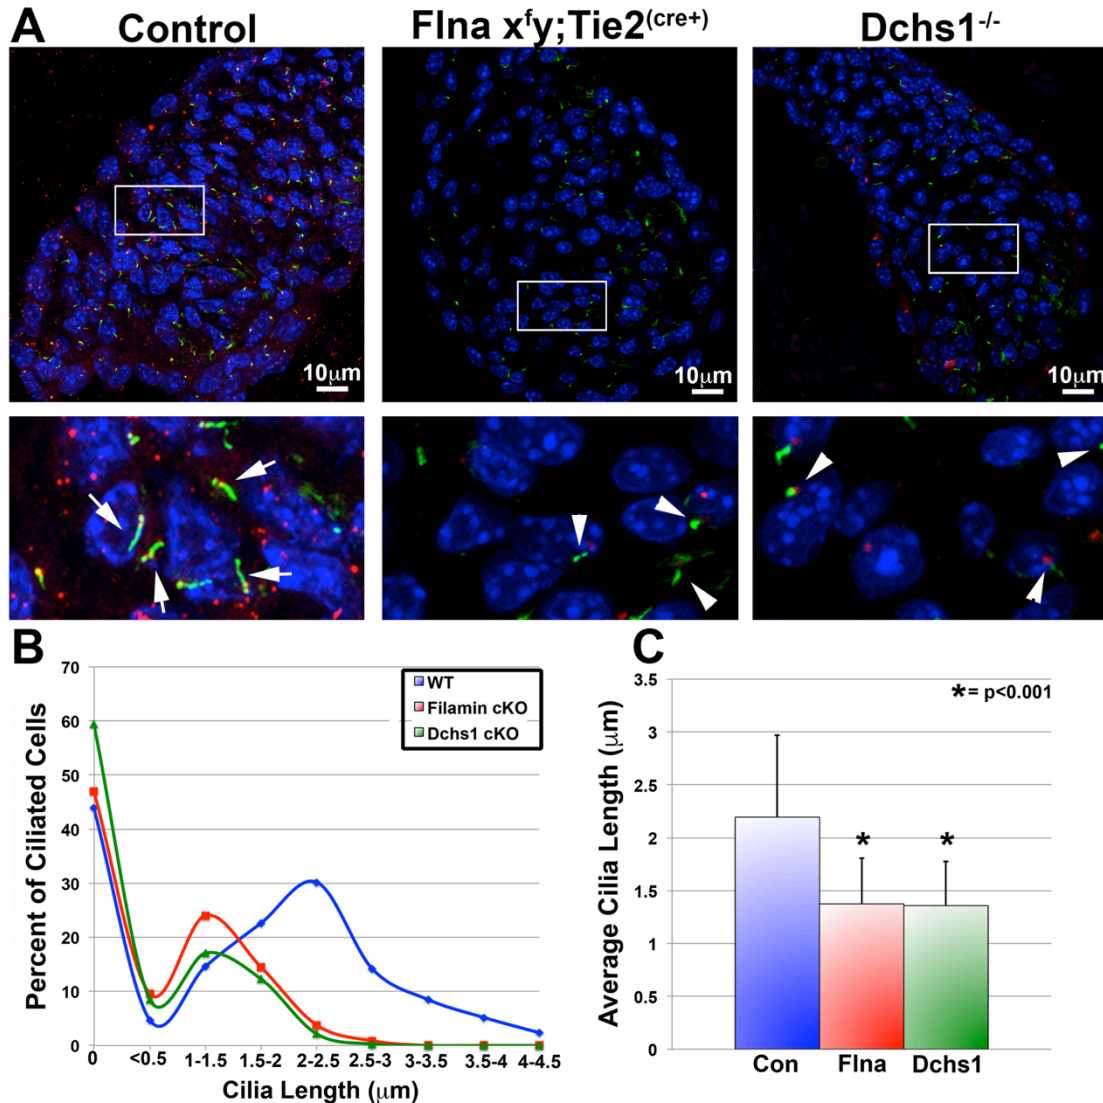 A
Control
Flna xᶠy;Tie2⁽ᶜʳᵉ⁺⁾
Dchs1⁻/⁻
10μm
10μm
10μm
B
Percent of Ciliated Cells
70
60
50
40
30
20
10
0
WT
Filamin cKO
Dchs1 cKO
0 <0.5 1-1.5 1.5-2 2-2.5 2.5-3 3-3.5 3.5-4 4-4.5
Cilia Length (μm)
C
Average Cilia Length (μm)
3.5
3
2.5
2
1.5
1
0.5
0
*= p<0.001
* *
Con Flna Dchs1